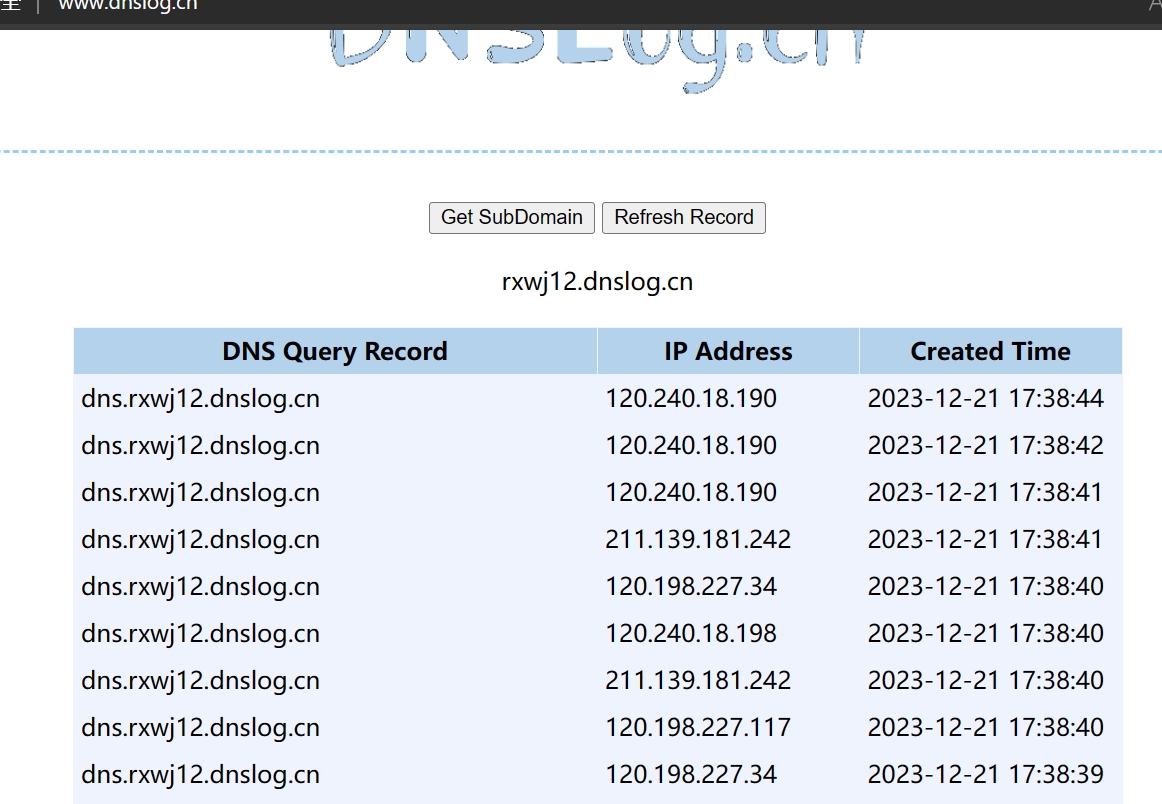 www.dnslog.cn
DNSLog.cn
Get SubDomain Refresh Record
rxwj12.dnslog.cn
DNS Query Record IP Address Created Time
dns.rxwj12.dnslog.cn 120.240.18.190 2023-12-21 17:38:44
dns.rxwj12.dnslog.cn 120.240.18.190 2023-12-21 17:38:42
dns.rxwj12.dnslog.cn 120.240.18.190 2023-12-21 17:38:41
dns.rxwj12.dnslog.cn 211.139.181.242 2023-12-21 17:38:41
dns.rxwj12.dnslog.cn 120.198.227.34 2023-12-21 17:38:40
dns.rxwj12.dnslog.cn 120.240.18.198 2023-12-21 17:38:40
dns.rxwj12.dnslog.cn 211.139.181.242 2023-12-21 17:38:40
dns.rxwj12.dnslog.cn 120.198.227.117 2023-12-21 17:38:40
dns.rxwj12.dnslog.cn 120.198.227.34 2023-12-21 17:38:39